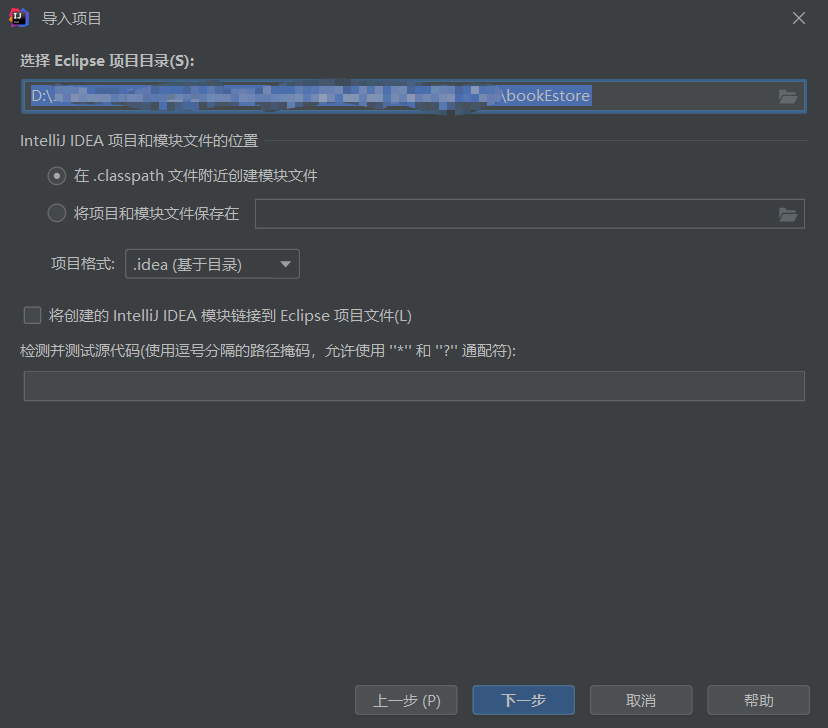 导入项目
选择 Eclipse 项目目录(S):
D:\
\bookEstore
IntelliJ IDEA 项目和模块文件的位置
在 .classpath 文件附近创建模块文件
将项目和模块文件保存在
项目格式: .idea (基于目录)
将创建的 IntelliJ IDEA 模块链接到 Eclipse 项目文件(L)
检测并测试源代码(使用逗号分隔的路径掩码，允许使用 ''*'' 和 ''?'' 通配符):
上一步 (P) 下一步 取消 帮助